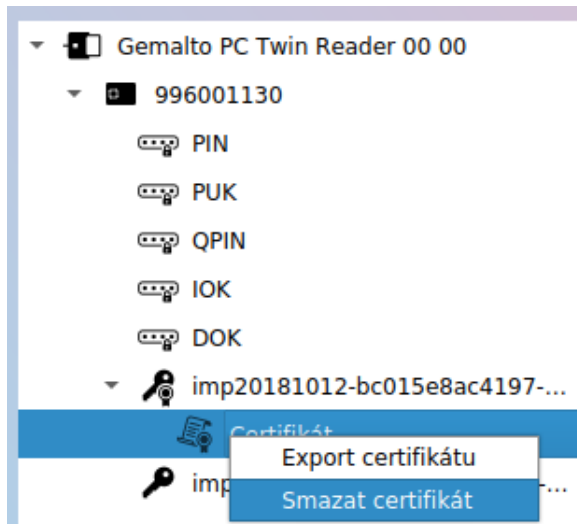 Gemalto PC Twin Reader 00 00
996001130
PIN
PUK
QPIN
IOK
DOK
imp20181012-bc015e8ac4197-...
Certifikát
Export certifikátu
imp
-...
Smazat certifikát